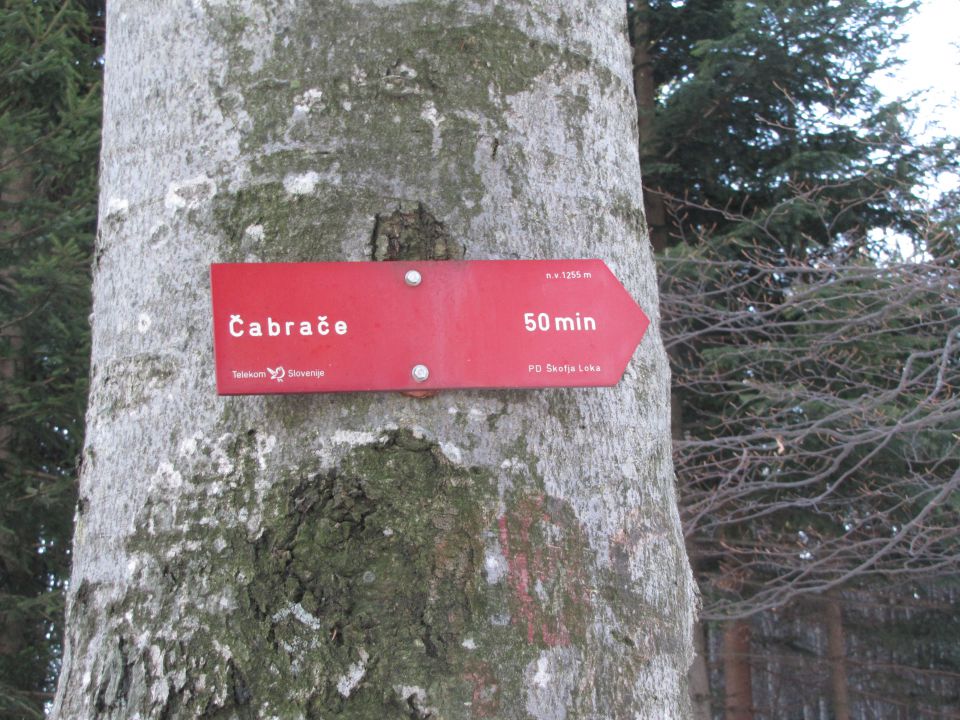 n.v. 1255 m
Čabrače 50 min
Telekom Slovenije PD Škofja Loka